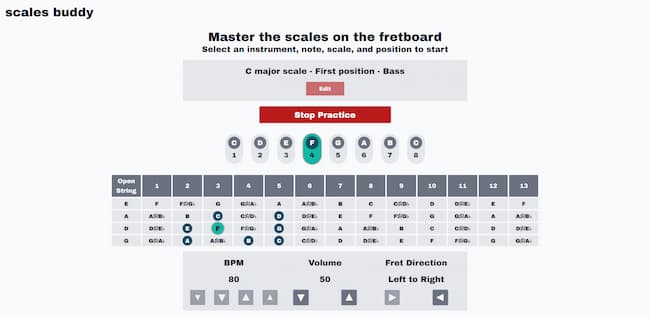 scales buddy
Master the scales on the fretboard
Select an instrument, note, scale, and position to start
C major scale - First position - Bass
Edit
Stop Practice
C D E F G A B C
1 2 3 4 5 6 7 8
Open String 1 2 3 4 5 6 7 8 9 10 11 12 13
E F F♯/G♭ G G♯/A♭ A A♯/B♭ B C C♯/D♭ D D♯/E♭ E F
A A♯/B♭ B C C♯/D♭ D D♯/E♭ E F F♯/G♭ G G♯/A♭ A A♯/B♭
D D♯/E♭ E F F♯/G♭ G G♯/A♭ A A♯/B♭ B C C♯/D♭ D D♯/E♭
G G♯/A♭ A A♯/B♭ B C C♯/D♭ D D♯/E♭ E F F♯/G♭ G G♯/A♭
BPM Volume Fret Direction
80 50 Left to Right